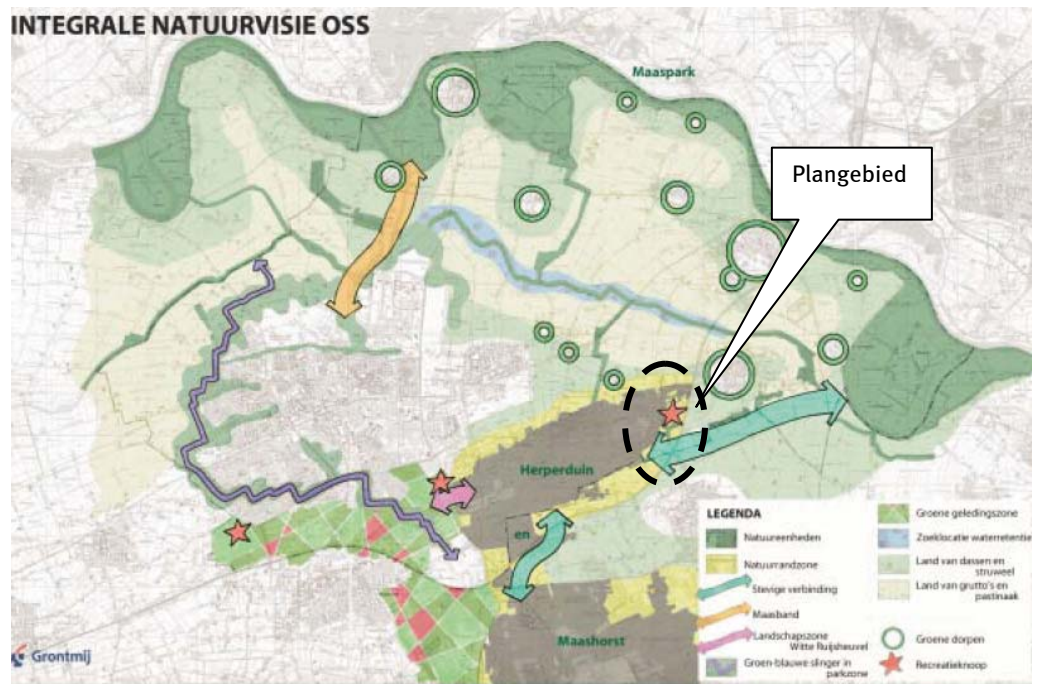 INTEGRALE NATUURVISIE OSS
Maaspark
Plangebied
Herperduin
en
Maashorst
LEGENDA
Natuureenheden
Natuurrandzone
Stevige verbinding
Maasband
Landschapszone
Witte Ruijsheuvel
Groen-blauwe slinger in
parkzone
Groene geledingszone
Zoeklocatie waterretentie
Land van dassen en
struweel
Land van grutto's en
pastinaak
Groene dorpen
Recreatieknoop
Grontmij